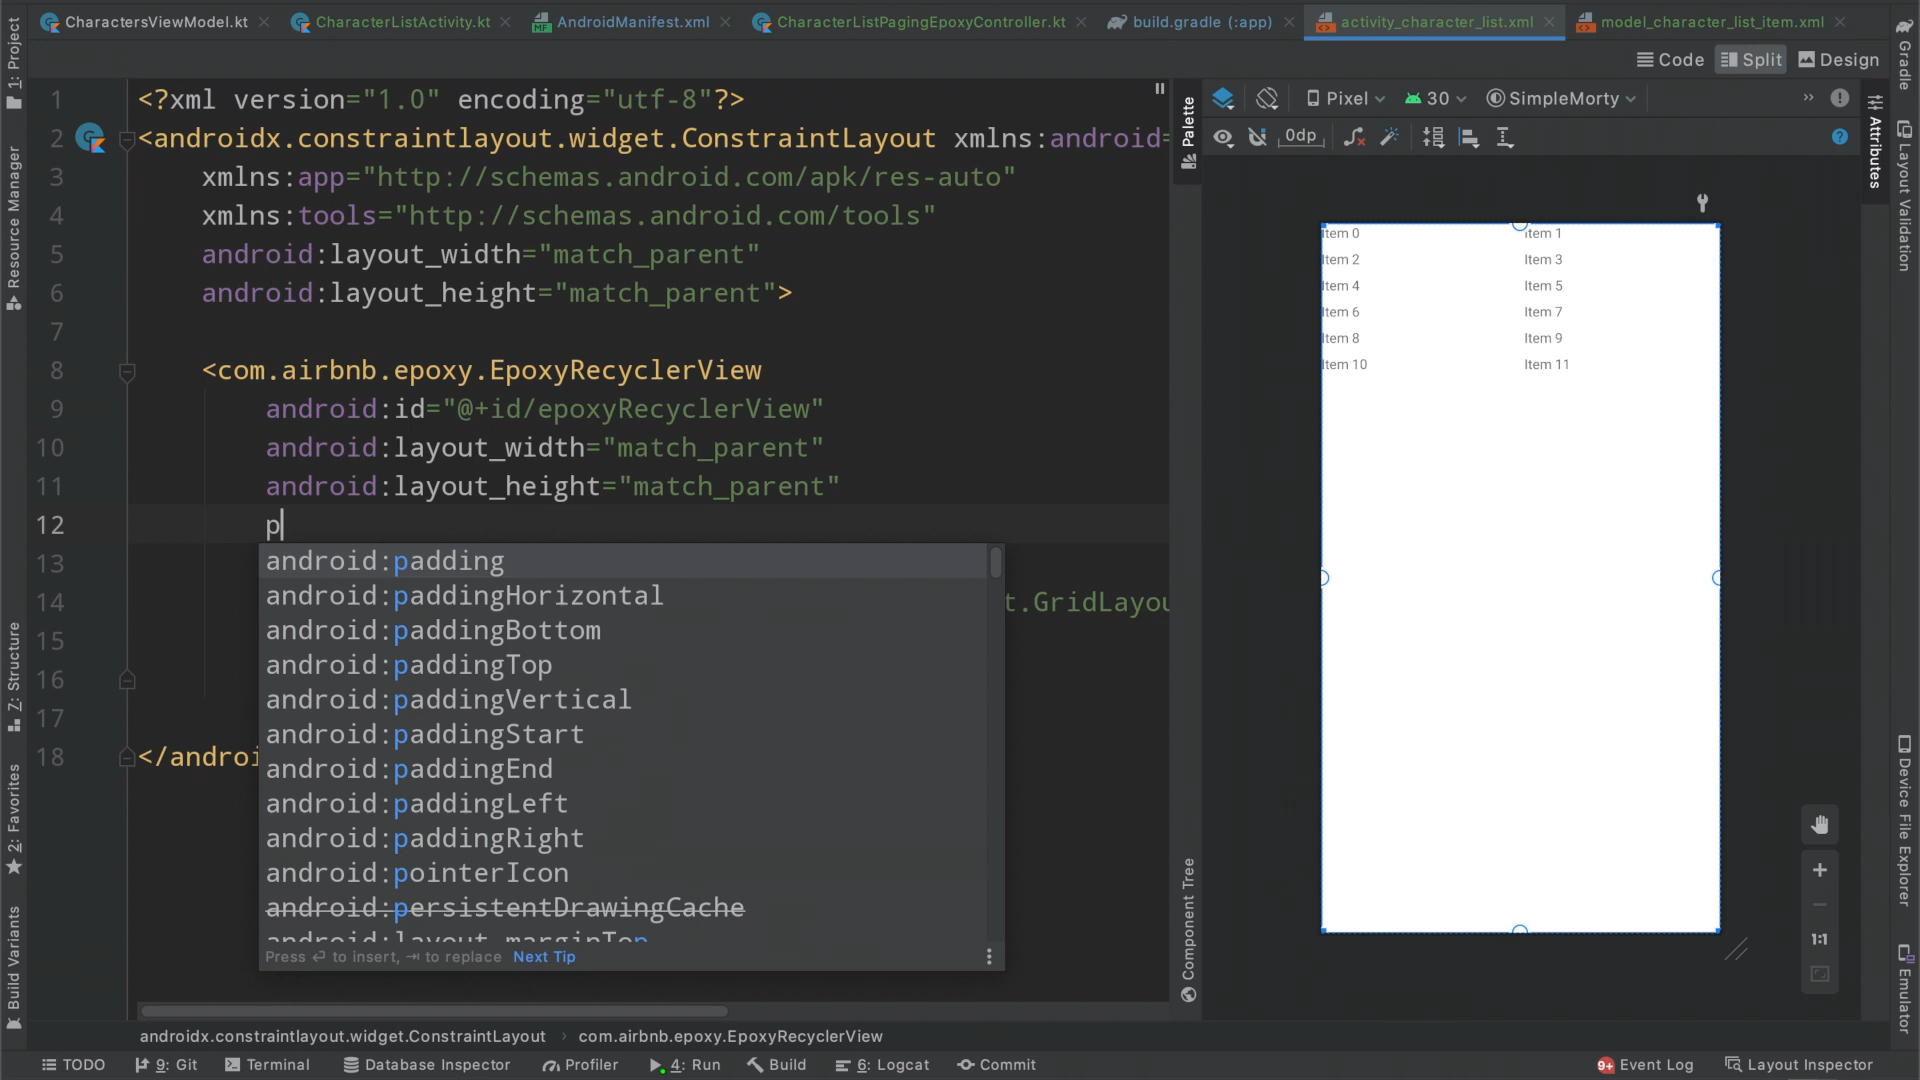 CharactersViewModel.kt
CharacterListActivity.kt
AndroidManifest.xml
CharacterListPagingEpoxyController.kt
build.gradle (:app)
activity_character_list.xml
model_character_list_item.xml
Code
Split
Design
1: Project
Resource Manager
Z: Structure
2: Favorites
Build Variants
1 <?xml version="1.0" encoding="utf-8"?>
2 <androidx.constraintlayout.widget.ConstraintLayout xmlns:android=
3 xmlns:app="http://schemas.android.com/apk/res-auto"
4 xmlns:tools="http://schemas.android.com/tools"
5 android:layout_width="match_parent"
6 android:layout_height="match_parent">
7
8 <com.airbnb.epoxy.EpoxyRecyclerView
9 android:id="@+id/epoxyRecyclerView"
10 android:layout_width="match_parent"
11 android:layout_height="match_parent"
12 p
13
14 t.GridLayou
15
16
17
18 </androi
android:padding
android:paddingHorizontal
android:paddingBottom
android:paddingTop
android:paddingVertical
android:paddingStart
android:paddingEnd
android:paddingLeft
android:paddingRight
android:pointerIcon
android:persistentDrawingCache
android:layout_marginTop
Press ⏎ to insert, ⇥ to replace Next Tip
Palette
Component Tree
Pixel
30
SimpleMorty
0dp
Item 0 Item 1
Item 2 Item 3
Item 4 Item 5
Item 6 Item 7
Item 8 Item 9
Item 10 Item 11
1:1
Attributes
Gradle
Layout Validation
Device File Explorer
Emulator
androidx.constraintlayout.widget.ConstraintLayout › com.airbnb.epoxy.EpoxyRecyclerView
TODO
9: Git
Terminal
Database Inspector
Profiler
4: Run
Build
6: Logcat
Commit
9+ Event Log
Layout Inspector